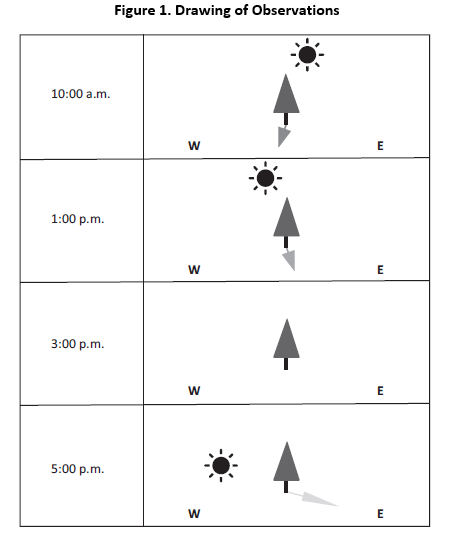 Figure 1. Drawing of Observations
10:00 a.m.
W E
1:00 p.m.
W E
3:00 p.m.
W E
5:00 p.m.
W E